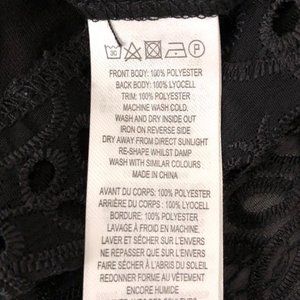 FRONT BODY: 100% POLYESTER
BACK BODY: 100% LYOCELL
TRIM: 100% POLYESTER
MACHINE WASH COLD.
WASH AND DRY INSIDE OUT
IRON ON REVERSE SIDE
DRY AWAY FROM DIRECT SUNLIGHT
RE-SHAPE WHILST DAMP
WASH WITH SIMILAR COLOURS
MADE IN CHINA
AVANT DU CORPS: 100% POLYESTER
ARRIÈRE DU CORPS : 100% LYOCELL
BORDURE: 100% POLYESTER
LAVAGE À FROID EN MACHINE.
LAVER ET SÉCHER SUR L'ENVERS
NE REPASSER QUE SUR L'ENVERS
FAIRE SÉCHER À L'ABRIS DU SOLEIL
REDONNER FORME AU VÊTEMENT
ENCORE HUMIDE